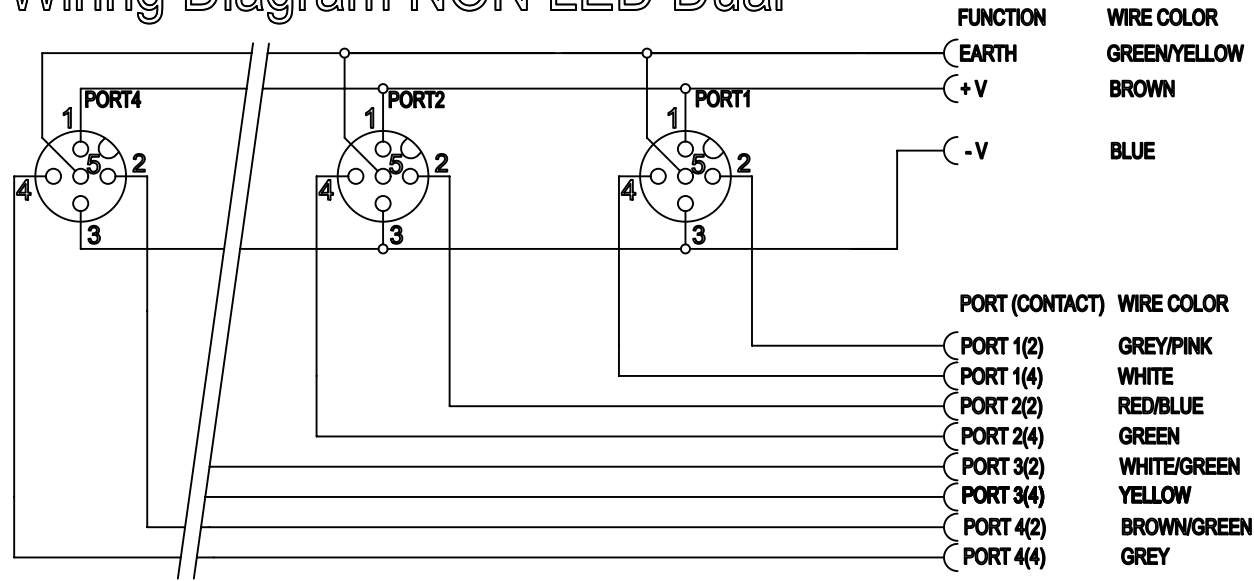 Wiring Diagram NON LED Dual
FUNCTION WIRE COLOR
EARTH GREEN/YELLOW
+ V BROWN
- V BLUE
PORT4 PORT2 PORT1
1 1 1
5 2 5 2 5 2
4 4 4
3 3 3
PORT (CONTACT) WIRE COLOR
PORT 1(2) GREY/PINK
PORT 1(4) WHITE
PORT 2(2) RED/BLUE
PORT 2(4) GREEN
PORT 3(2) WHITE/GREEN
PORT 3(4) YELLOW
PORT 4(2) BROWN/GREEN
PORT 4(4) GREY